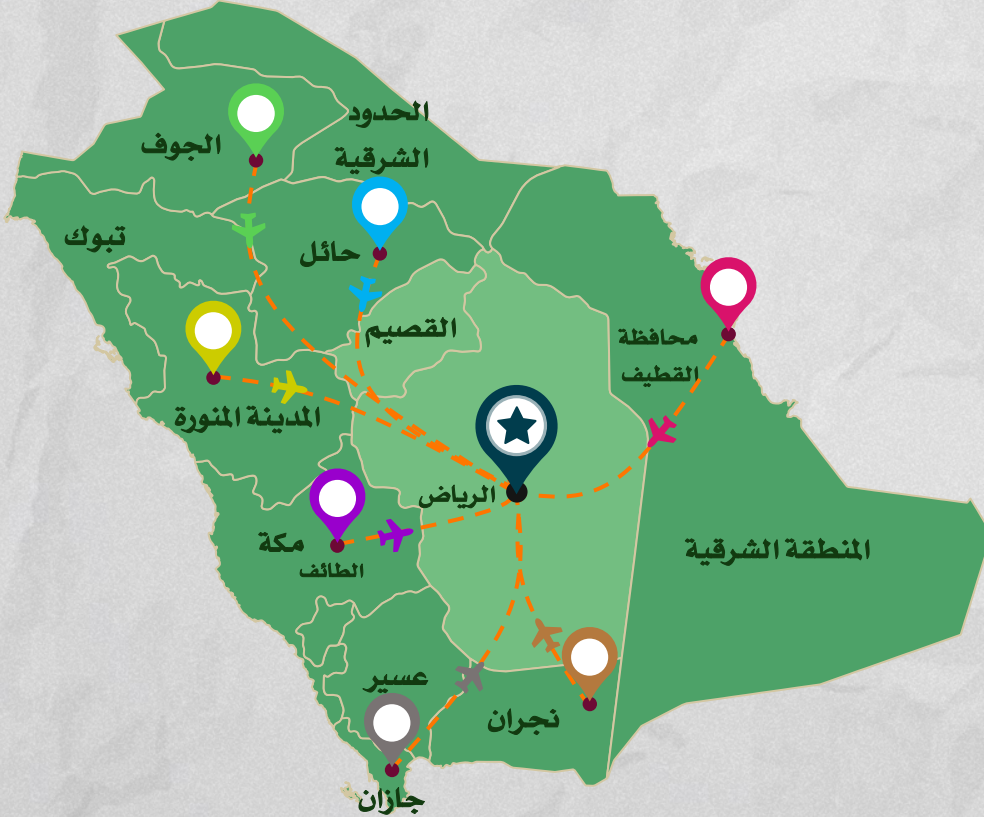 الحدود
الشرقية
الجوف
تبوك
حائل
القصيم
محافظة
القطيف
المدينة المنورة
الرياض
مكة
الطائف
المنطقة الشرقية
عسير
نجران
جازان